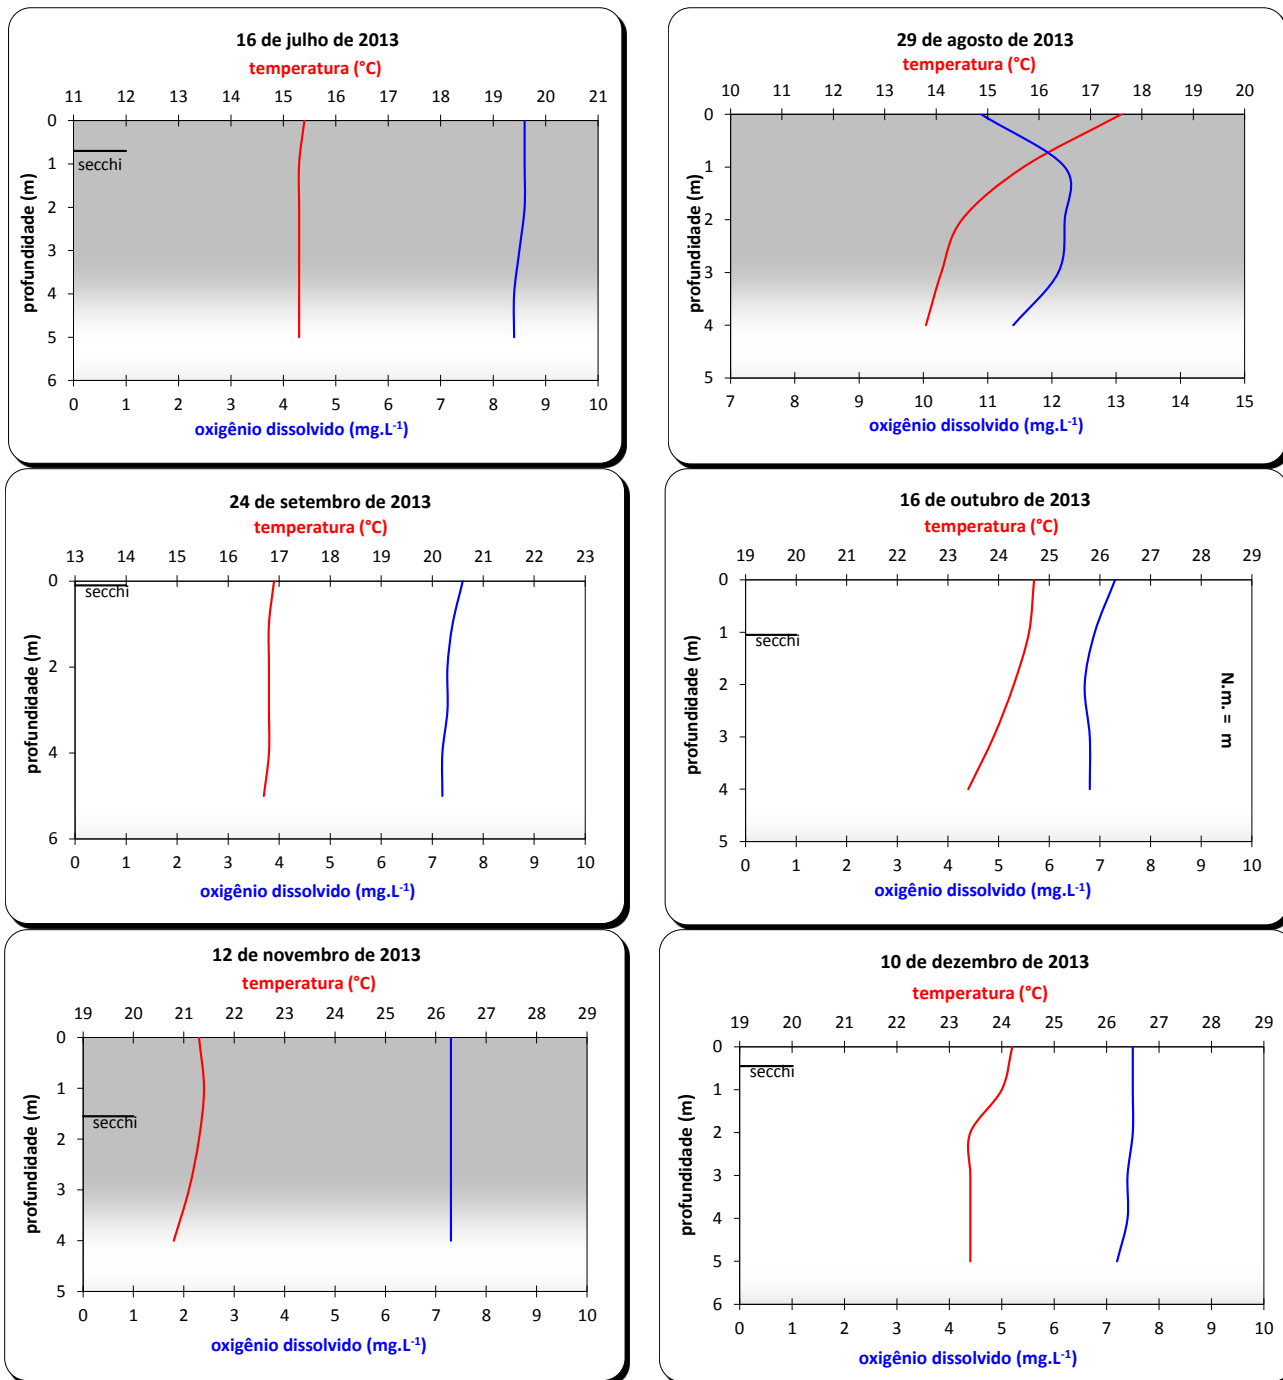 16 de julho de 2013
temperatura (°C)
11 12 13 14 15 16 17 18 19 20 21
0
secchi
1
2
3
4
5
6
profundidade (m)
0 1 2 3 4 5 6 7 8 9 10
oxigênio dissolvido (mg.L-1)
29 de agosto de 2013
temperatura (°C)
10 11 12 13 14 15 16 17 18 19 20
0
1
2
3
4
5
profundidade (m)
7 8 9 10 11 12 13 14 15
oxigênio dissolvido (mg.L-1)
24 de setembro de 2013
temperatura (°C)
13 14 15 16 17 18 19 20 21 22 23
0
secchi
2
4
6
profundidade (m)
0 1 2 3 4 5 6 7 8 9 10
oxigênio dissolvido (mg.L-1)
16 de outubro de 2013
temperatura (°C)
19 20 21 22 23 24 25 26 27 28 29
0
1
secchi
2
3
4
5
profundidade (m)
N.m. = m
0 1 2 3 4 5 6 7 8 9 10
oxigênio dissolvido (mg.L-1)
12 de novembro de 2013
temperatura (°C)
19 20 21 22 23 24 25 26 27 28 29
0
1
secchi
2
3
4
5
profundidade (m)
0 1 2 3 4 5 6 7 8 9 10
oxigênio dissolvido (mg.L-1)
10 de dezembro de 2013
temperatura (°C)
19 20 21 22 23 24 25 26 27 28 29
0
secchi
1
2
3
4
5
6
profundidade (m)
0 1 2 3 4 5 6 7 8 9 10
oxigênio dissolvido (mg.L-1)